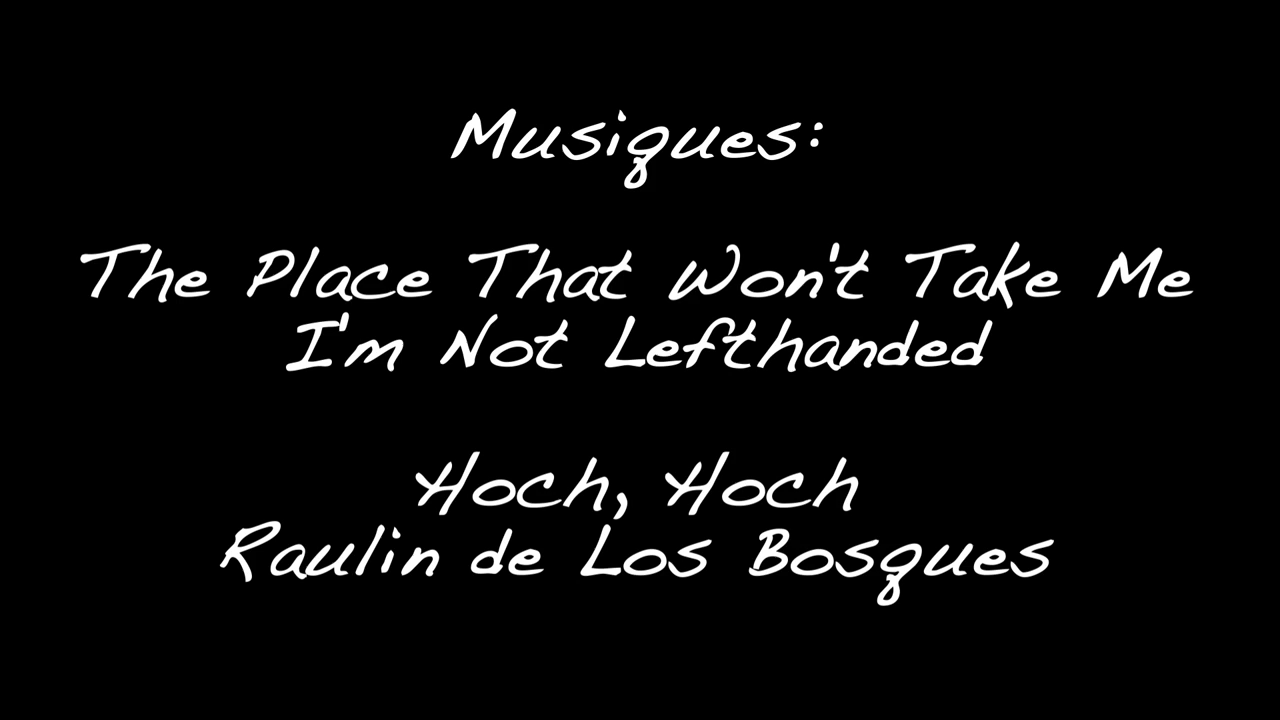 Musiques:
The Place That Won't Take Me
I'm Not Lefthanded
Hoch, Hoch
Raulin de Los Bosques